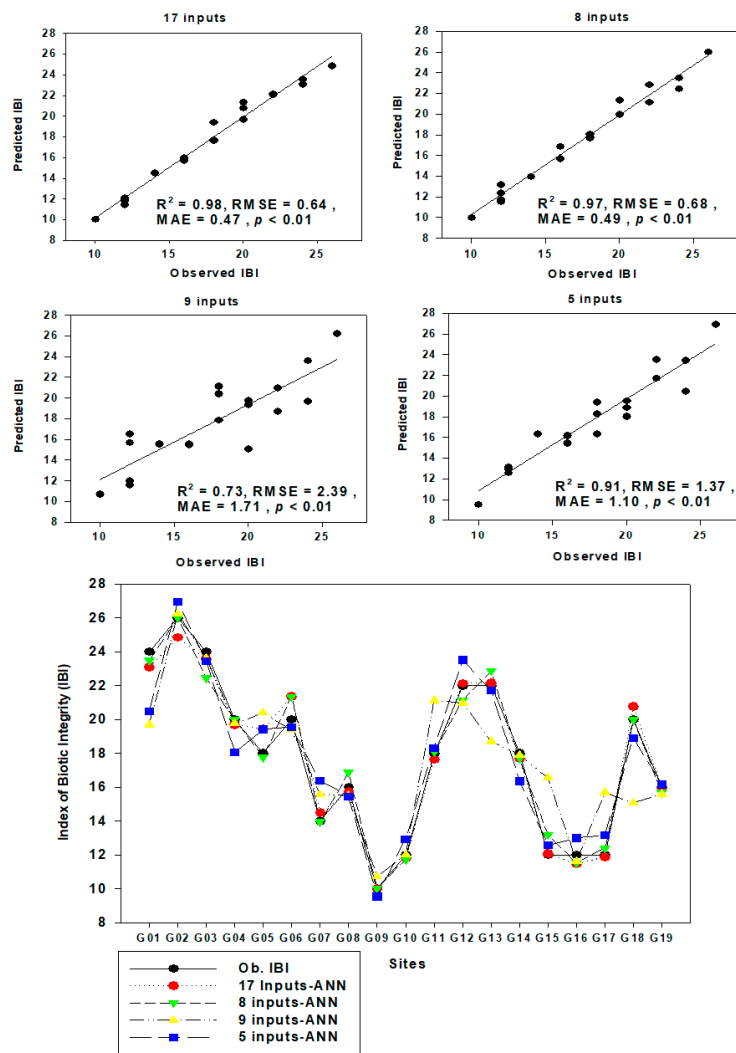 17 inputs
8 inputs
Predicted IBI
28
26
24
22
20
18
16
14
12
10
8
R² = 0.98, RMSE = 0.64 ,
MAE = 0.47 , p < 0.01
10 15 20 25
Observed IBI
Predicted IBI
28
26
24
22
20
18
16
14
12
10
8
R² = 0.97, RMSE = 0.68 ,
MAE = 0.49 , p < 0.01
10 15 20 25
Observed IBI
9 inputs
5 inputs
Predicted IBI
28
26
24
22
20
18
16
14
12
10
8
R² = 0.73, RMSE = 2.39 ,
MAE = 1.71 , p < 0.01
10 15 20 25
Observed IBI
Predicted IBI
28
26
24
22
20
18
16
14
12
10
8
R² = 0.91, RMSE = 1.37 ,
MAE = 1.10 , p < 0.01
10 15 20 25
Observed IBI
Index of Biotic Integrity (IBI)
28
26
24
22
20
18
16
14
12
10
8
G01 G02 G03 G04 G05 G06 G07 G08 G09 G10 G11 G12 G13 G14 G15 G16 G17 G18 G19
Sites
Ob. IBI
17 Inputs-ANN
8 inputs-ANN
9 inputs-ANN
5 inputs-ANN